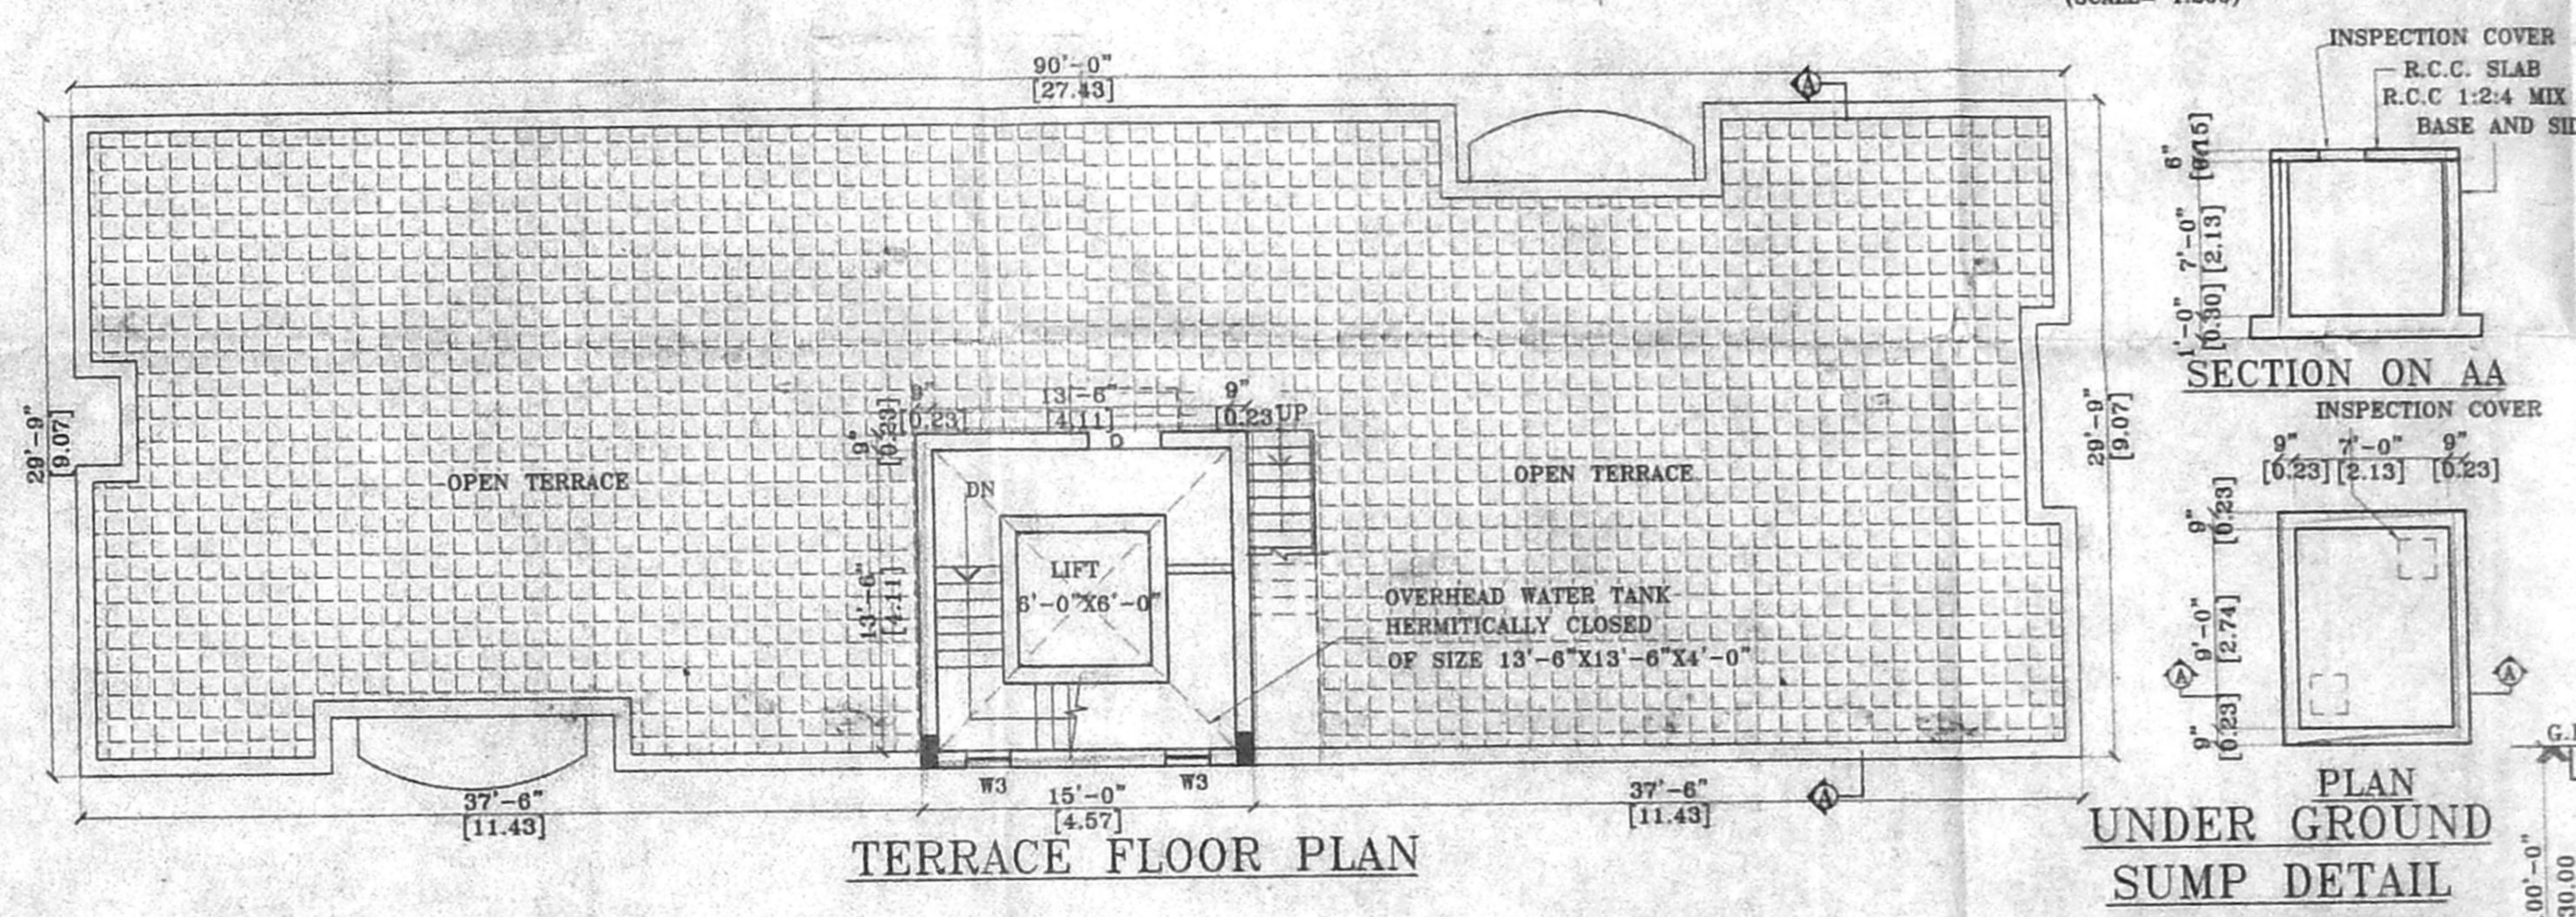 90'-0"
[27.43]
A
29'-9"
[9.07]
9"
[0.23]
13'-6"
[4.11]
9"
[0.23]
UP
9"
[0.23]
D
OPEN TERRACE
DN
OPEN TERRACE
29'-9"
[9.07]
LIFT
6'-0"X6'-0"
13'-6"
[4.11]
OVERHEAD WATER TANK
HERMITICALLY CLOSED
OF SIZE 13'-6"X13'-6"X4'-0"
W3
W3
37'-6"
[11.43]
15'-0"
[4.57]
37'-6"
[11.43]
A
TERRACE FLOOR PLAN
INSPECTION COVER
R.C.C. SLAB
R.C.C 1:2:4 MIX
BASE AND
6"
[0.15]
7'-0"
[2.13]
1'-0"
[0.30]
SECTION ON AA
INSPECTION COVER
9"
[0.23]
7'-0"
[2.13]
9"
[0.23]
9"
[0.23]
9'-0"
[2.74]
9"
[0.23]
A
A
PLAN
UNDER GROUND
SUMP DETAIL